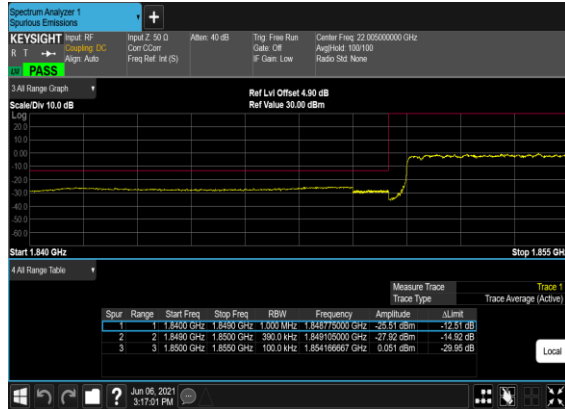 Spectrum Analyzer 1
Spurious Emissions
+
KEYSIGHT Input: RF Input Z: 50 Ω Atten: 40 dB Trig: Free Run Center Freq: 22.005000000 GHz
R T Coupling: DC Corr CCorr Gate: Off Avg|Hold: 100/100
Align: Auto Freq Ref: Int (S) IF Gain: Low Radio Std: None
LV PASS
3 All Range Graph
Ref Lvl Offset 4.90 dB
Scale/Div 10.0 dB Ref Value 30.00 dBm
Log
20.0
10.0
0.00
-10.0
-20.0
-30.0
-40.0
-50.0
-60.0
Start 1.840 GHz Stop 1.855 GH
4 All Range Table
Measure Trace Trace 1
Trace Type Trace Average (Active)
Spur Range Start Freq Stop Freq RBW Frequency Amplitude ΔLimit
1 1 1.8400 GHz 1.8490 GHz 1.000 MHz 1.848775000 GHz -25.51 dBm -12.51 dB
2 2 1.8490 GHz 1.8500 GHz 390.0 kHz 1.849105000 GHz -27.92 dBm -14.92 dB
3 3 1.8500 GHz 1.8550 GHz 100.0 kHz 1.854166667 GHz 0.051 dBm -29.95 dB
Local
? Jun 06, 2021
3:17:01 PM